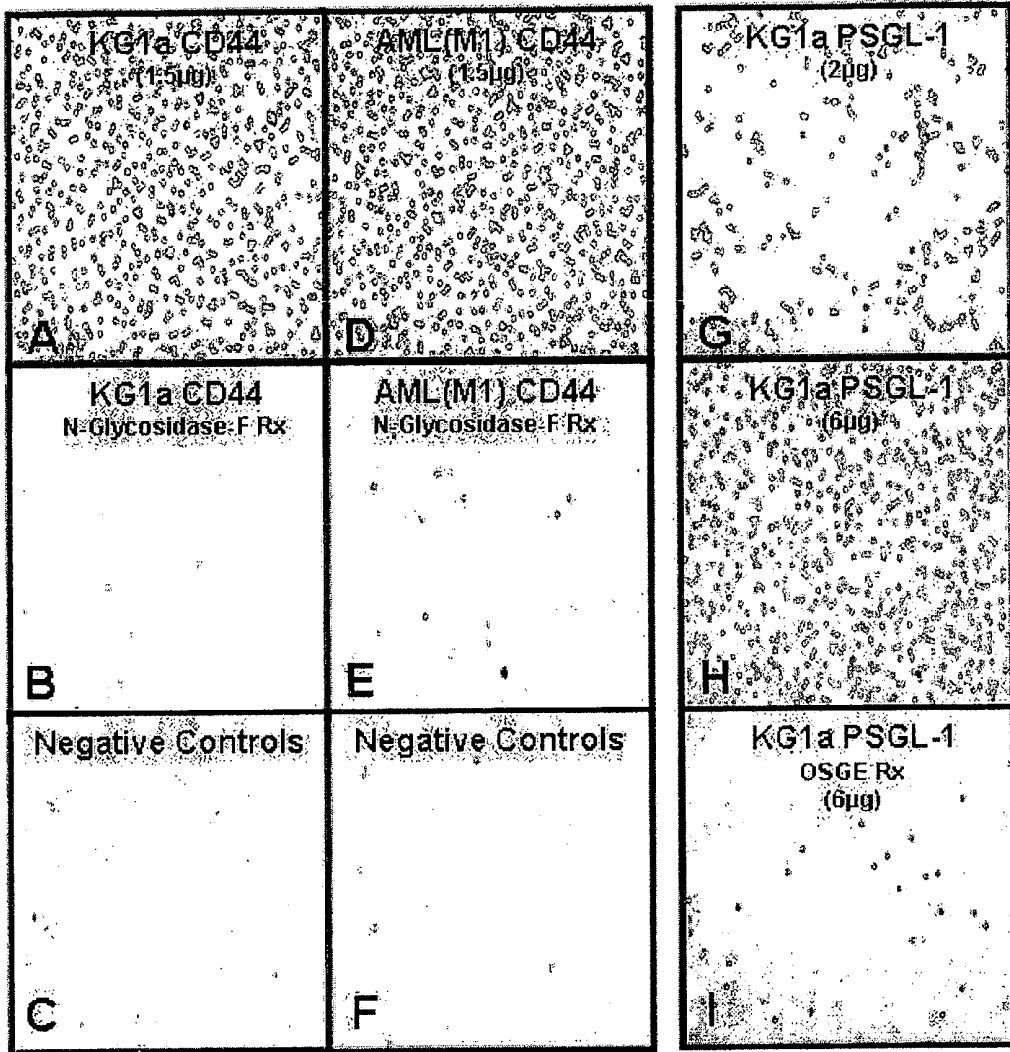 KG1a CD44
(1.5µg)
A
AML(M1) CD44
(1.5µg)
D
KG1a PSGL-1
(2µg)
G
KG1a CD44
N-Glycosidase-F Rx
B
AML(M1) CD44
N-Glycosidase-F Rx
E
KG1a PSGL-1
(6µg)
H
Negative Controls
C
Negative Controls
F
KG1a PSGL-1
OSGE Rx
(6µg)
I